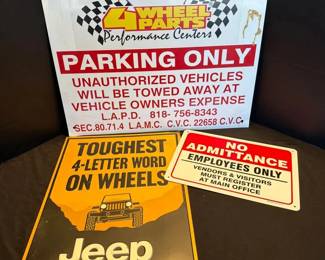 4 WHEEL
PARTS
Performance Centers
PARKING ONLY
UNAUTHORIZED VEHICLES
WILL BE TOWED AWAY AT
VEHICLE OWNERS EXPENSE
L.A.P.D. 818-756-8343
SEC.80.71.4 L.A.M.C. C.V.C. 22658 C.V.C.
TOUGHEST
4-LETTER WORD
ON WHEELS
Jeep
NO
ADMITTANCE
EMPLOYEES ONLY
VENDORS & VISITORS
MUST REGISTER
AT MAIN OFFICE